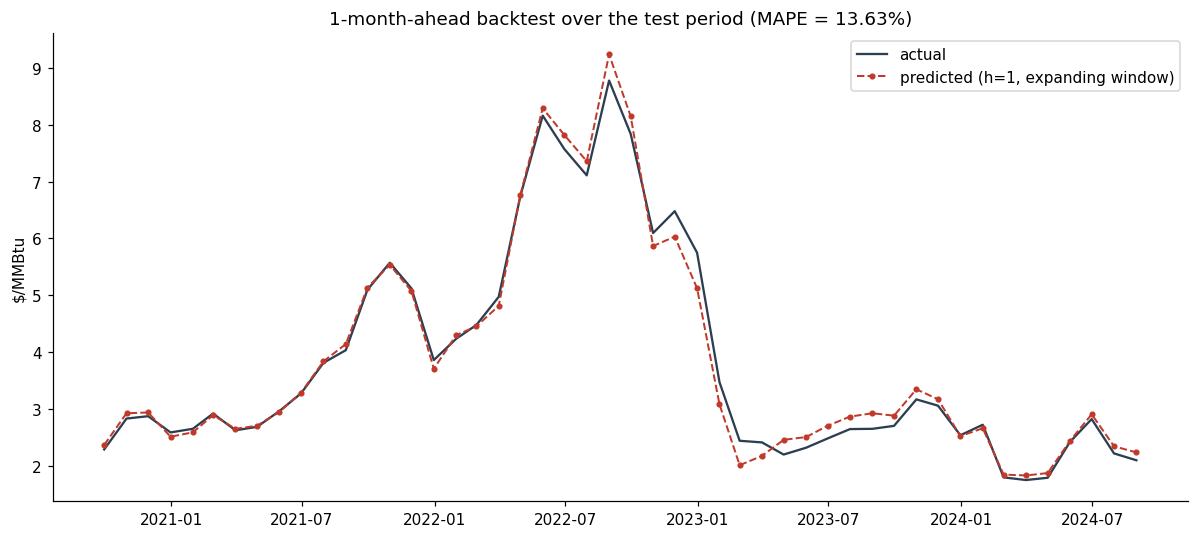 1-month-ahead backtest over the test period (MAPE = 13.63%)
actual
predicted (h=1, expanding window)
$/MMBtu
9
8
7
6
5
4
3
2
2021-01 2021-07 2022-01 2022-07 2023-01 2023-07 2024-01 2024-07